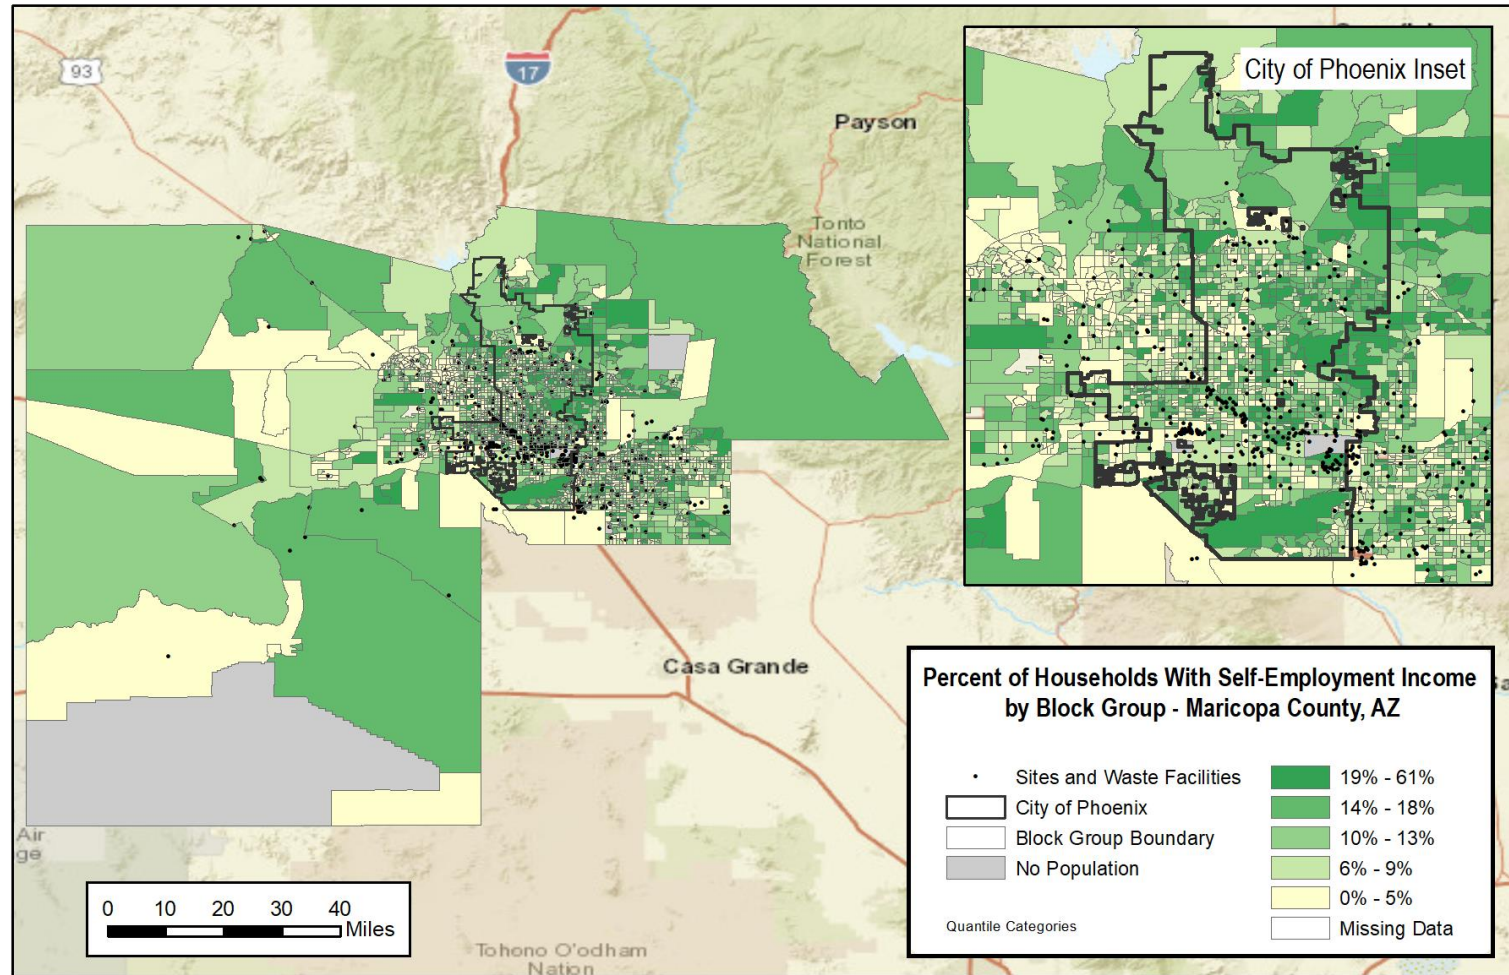 93
17
Payson
Tonto
National
Forest
Casa Grande
Tohono O'odham
Nation
Air
ge
City of Phoenix Inset
0 10 20 30 40
Miles
Percent of Households With Self-Employment Income
by Block Group - Maricopa County, AZ
Sites and Waste Facilities
City of Phoenix
Block Group Boundary
No Population
Quantile Categories
19% - 61%
14% - 18%
10% - 13%
6% - 9%
0% - 5%
Missing Data
Sa